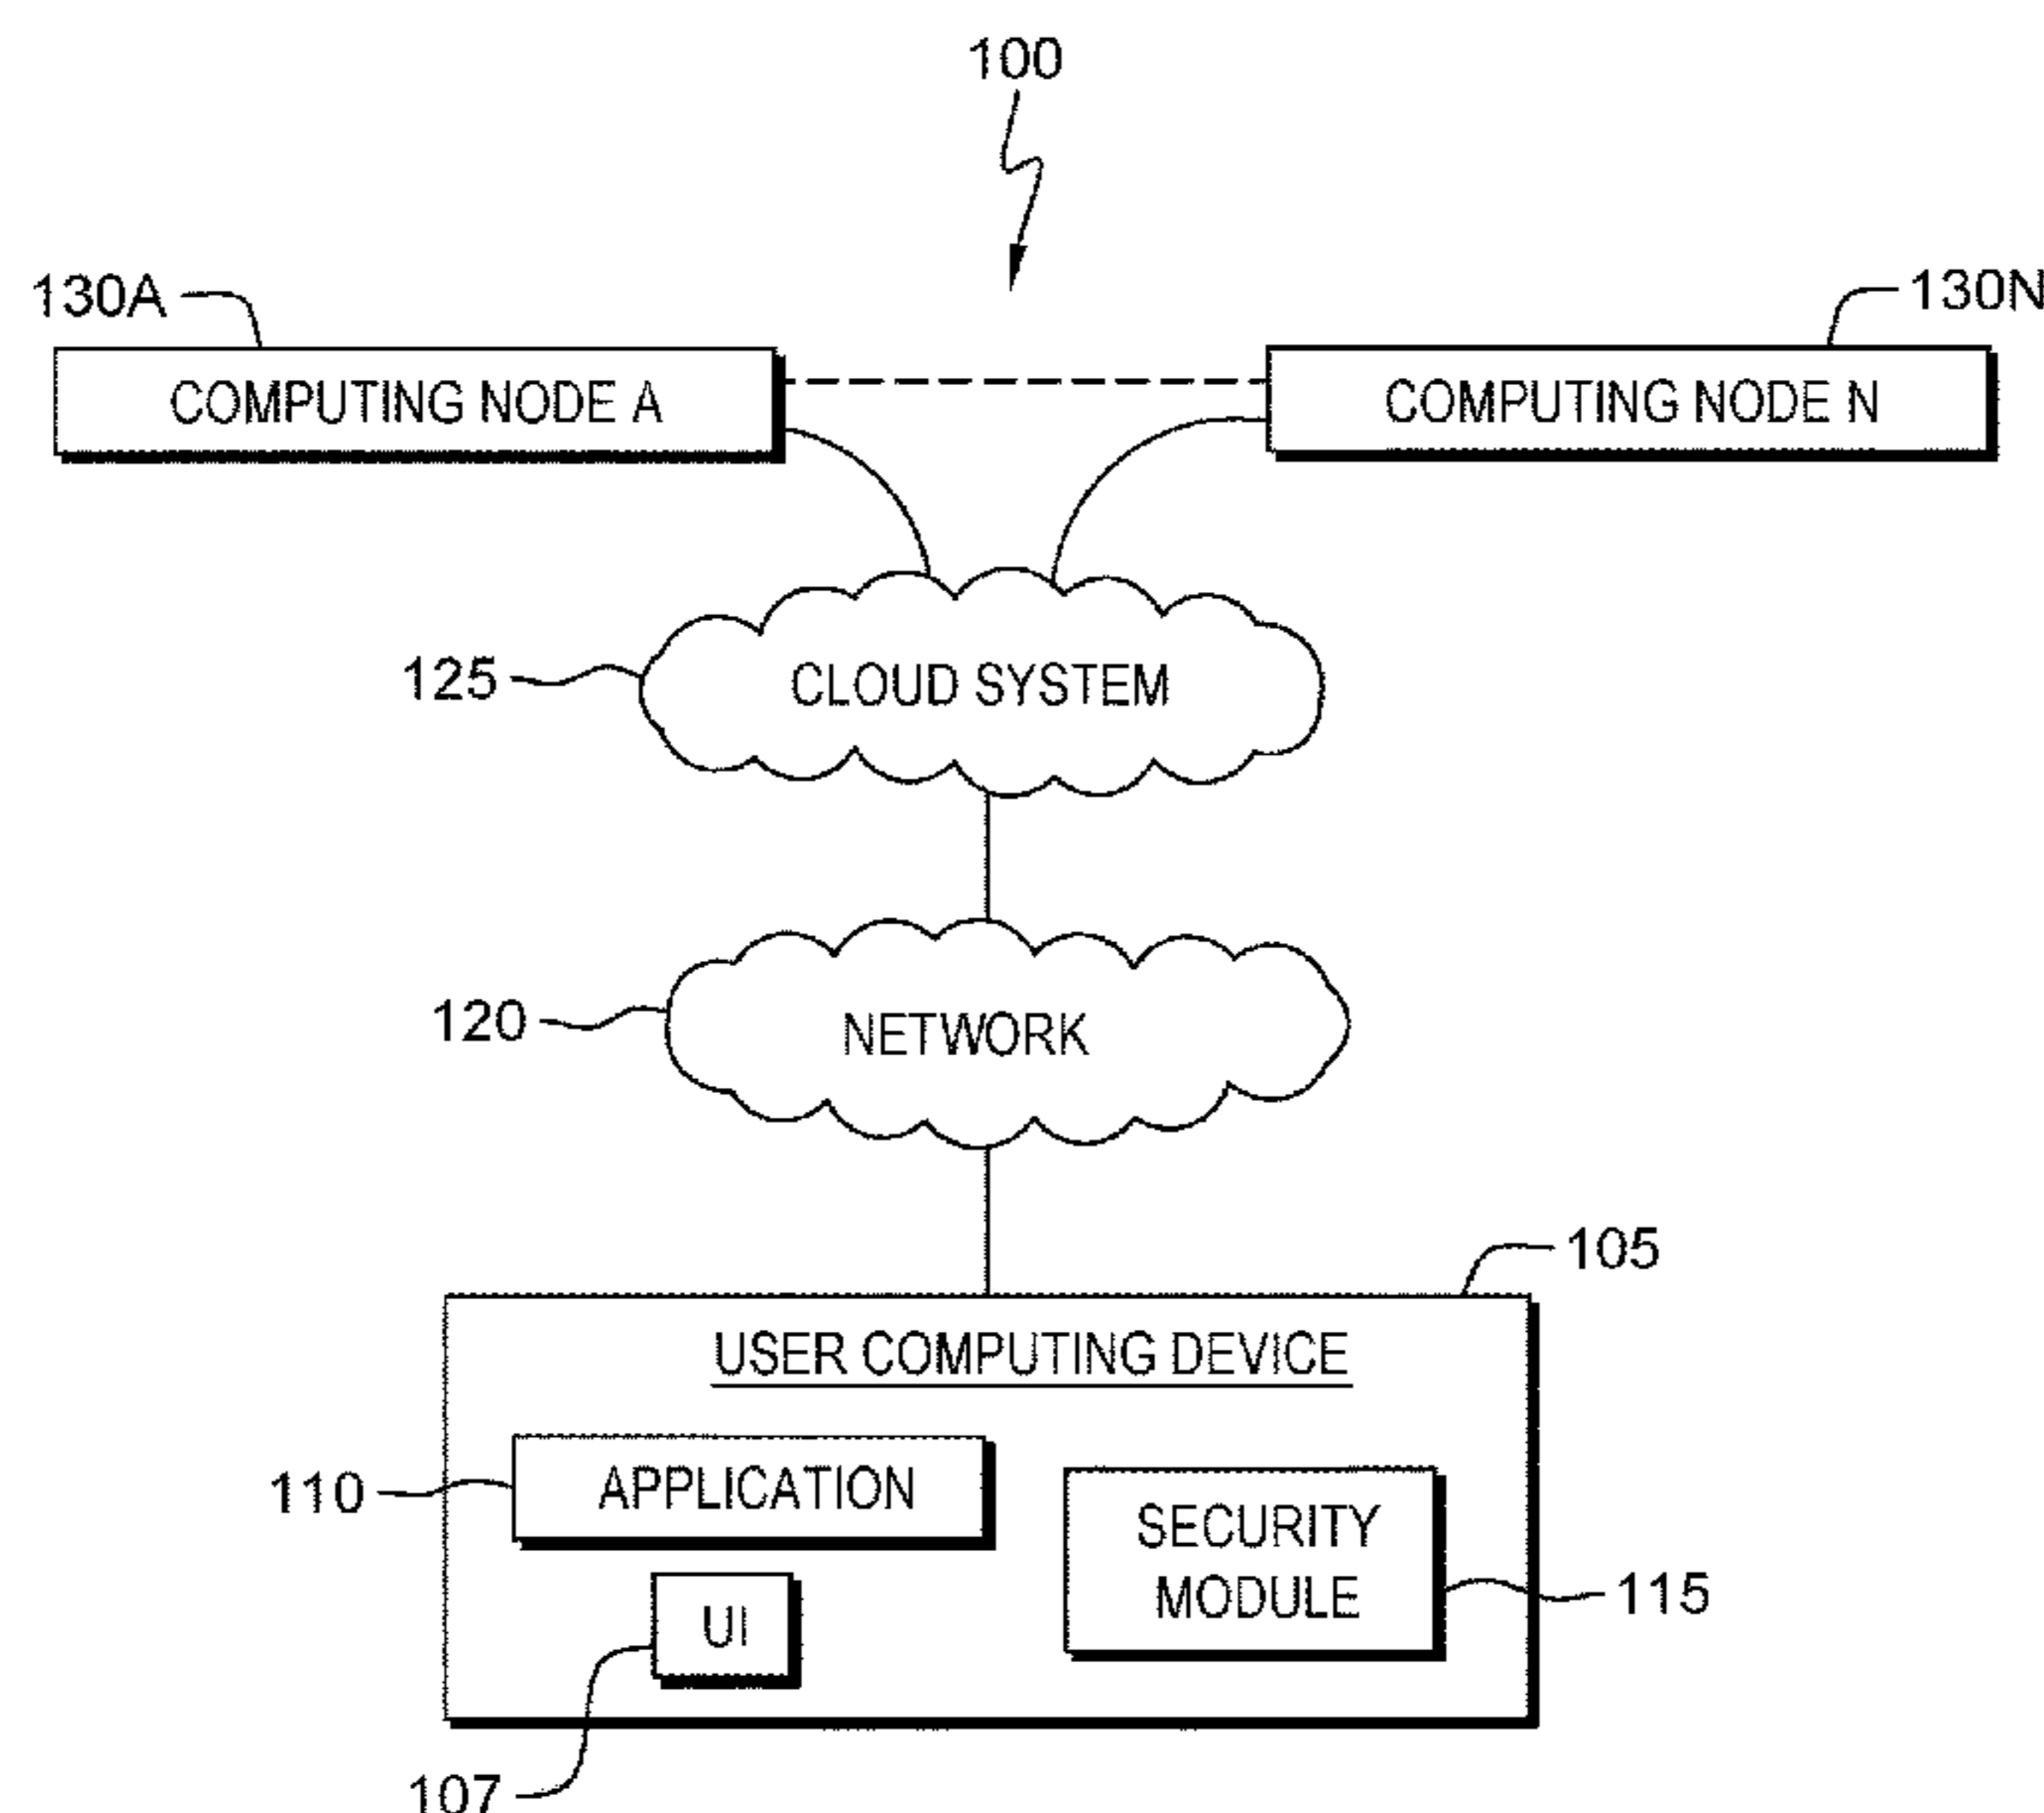 100
130A
130N
COMPUTING NODE A
COMPUTING NODE N
125
CLOUD SYSTEM
120
NETWORK
105
USER COMPUTING DEVICE
110
APPLICATION
SECURITY
MODULE
115
UI
107